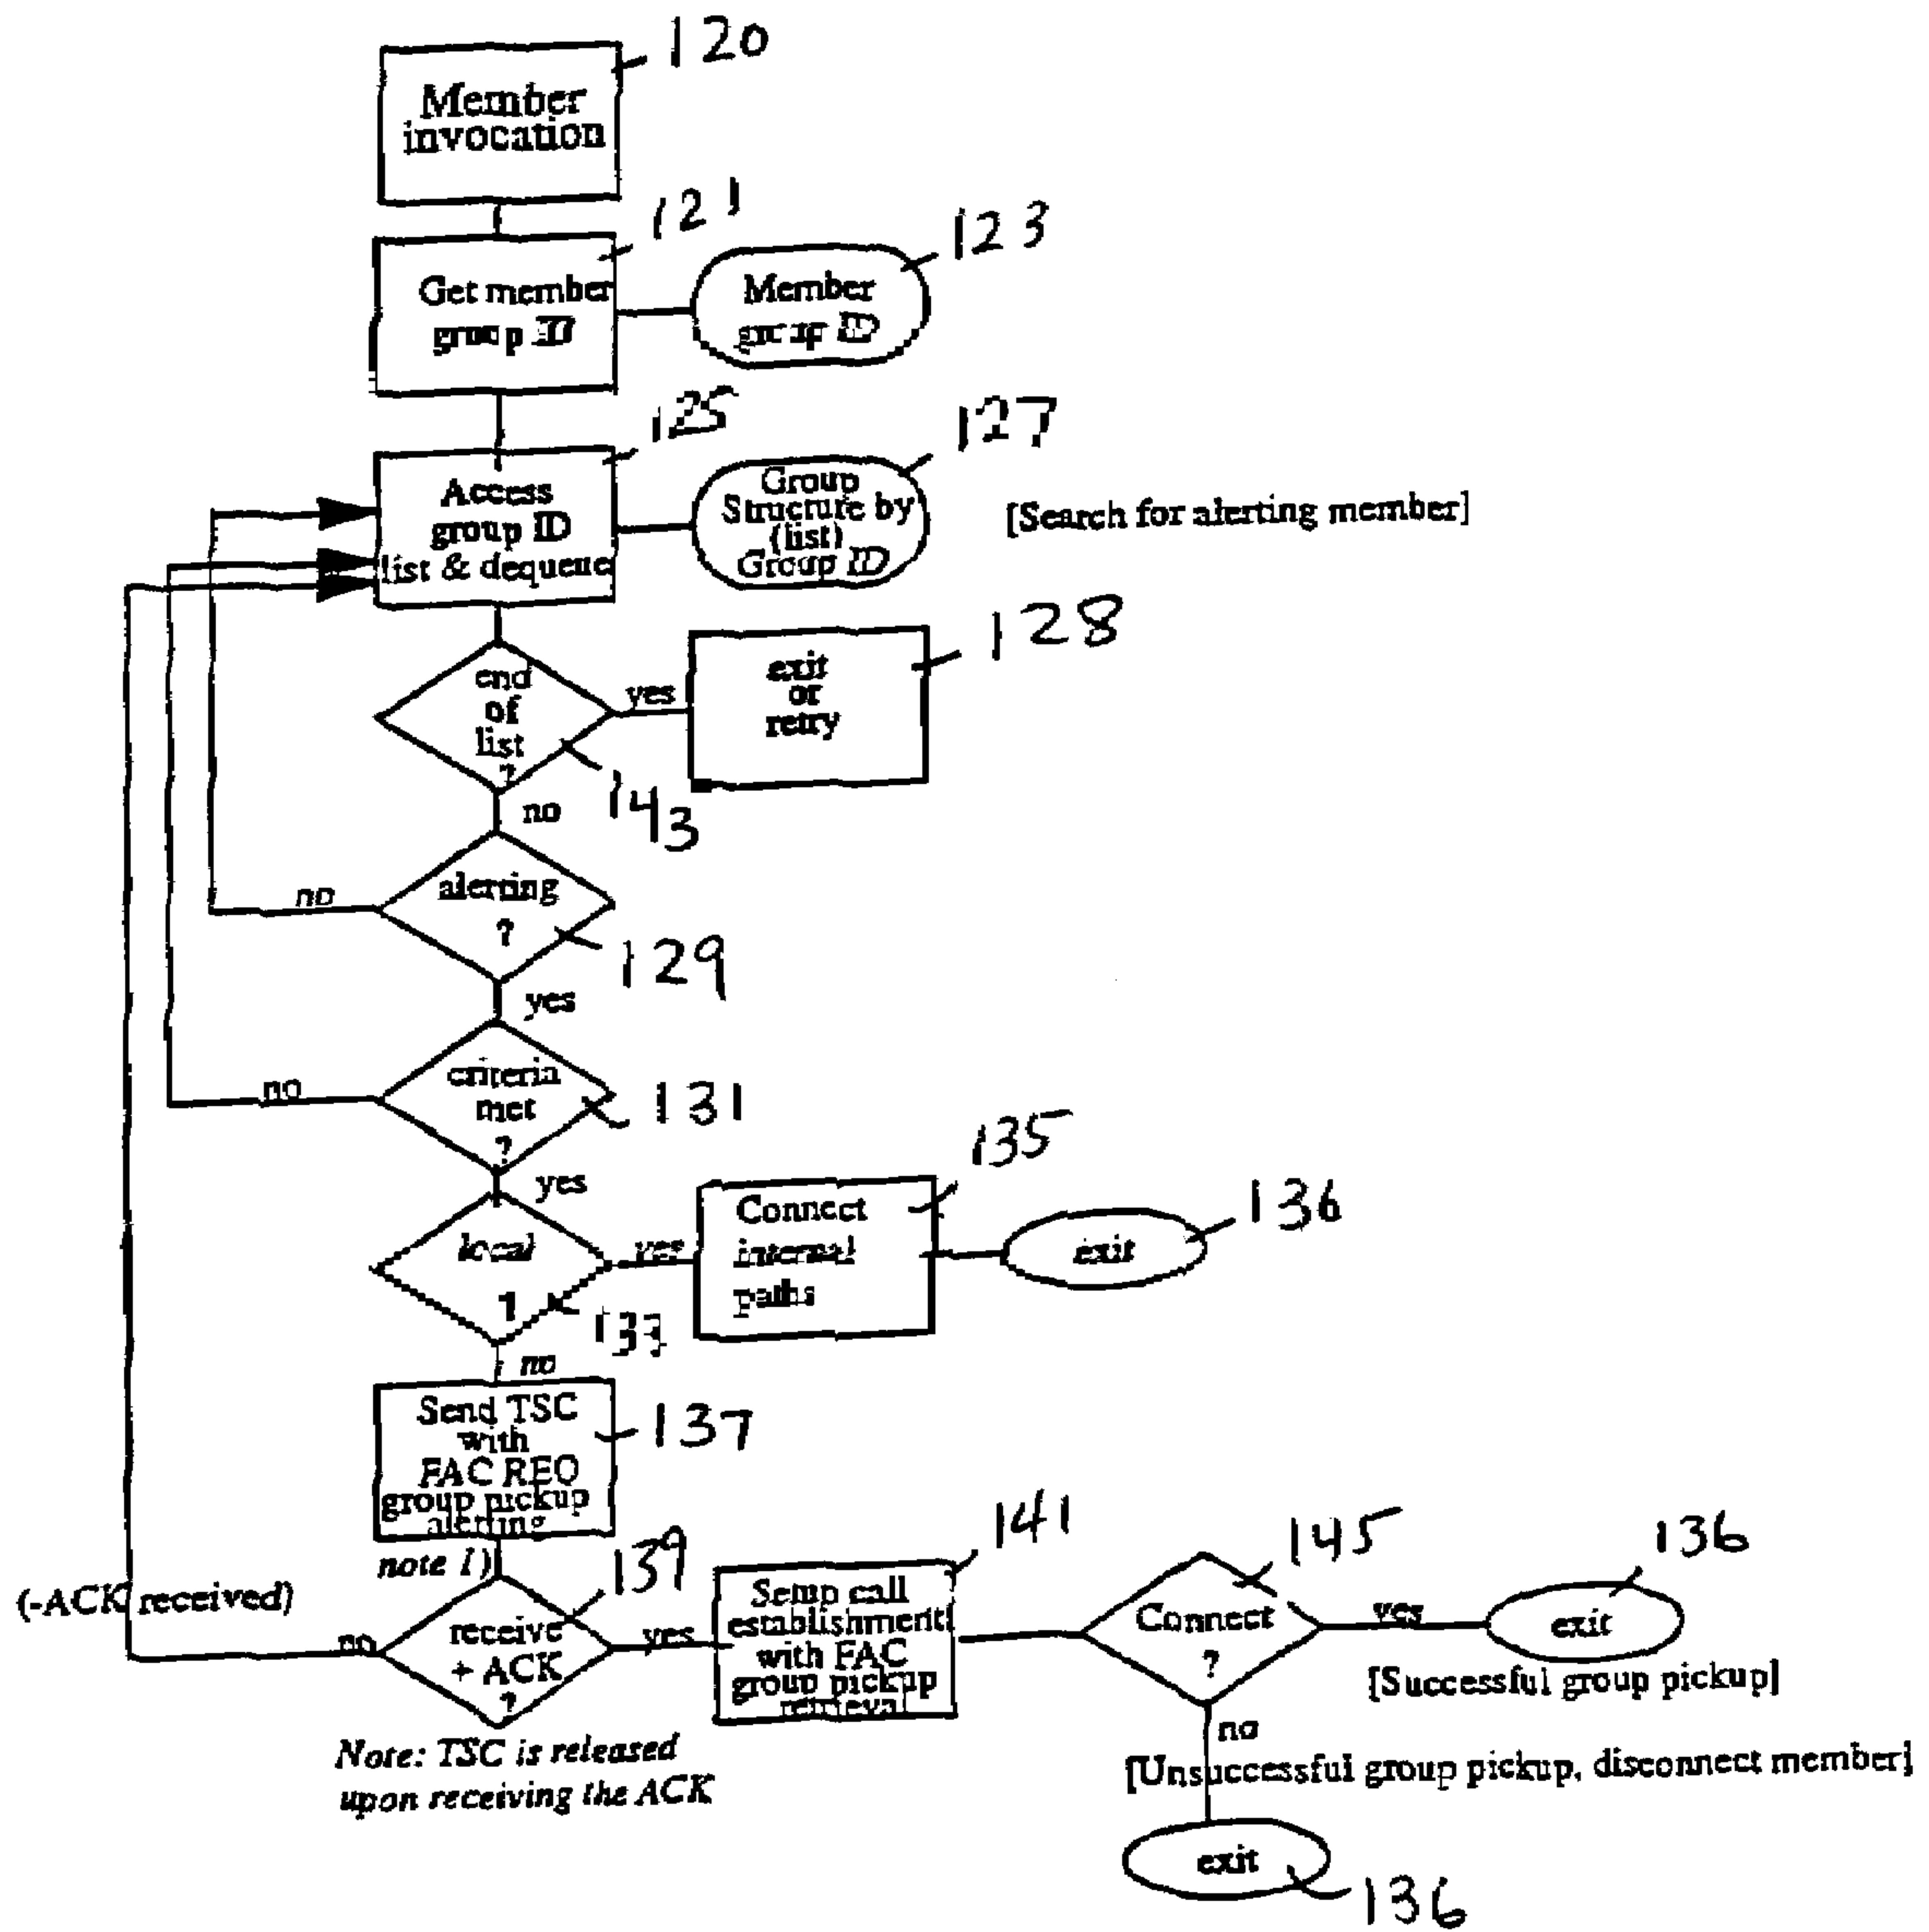 120
Member
invocation
121
123
Get member
group ID
Member
group ID
125
127
Access
group ID
list & dequeue
Group
Structure by
(list)
Group ID
[Search for alerting member]
128
end
of
list
?
yes
exit
or
retry
143
no
alerting
?
no
129
yes
criteria
met
?
no
131
yes
135
local
?
yes
Connect
internal
paths
136
exit
133
no
Send TSC
with
FAC REQ
group pickup
alerting
137
note 1)
139
141
145
136
(-ACK received)
no
receive
+ ACK
?
yes
Setup call
establishment
with FAC
group pickup
retrieval
Connect
?
yes
exit
[Successful group pickup]
no
Note: TSC is released
upon receiving the ACK
[Unsuccessful group pickup, disconnect member]
exit
136